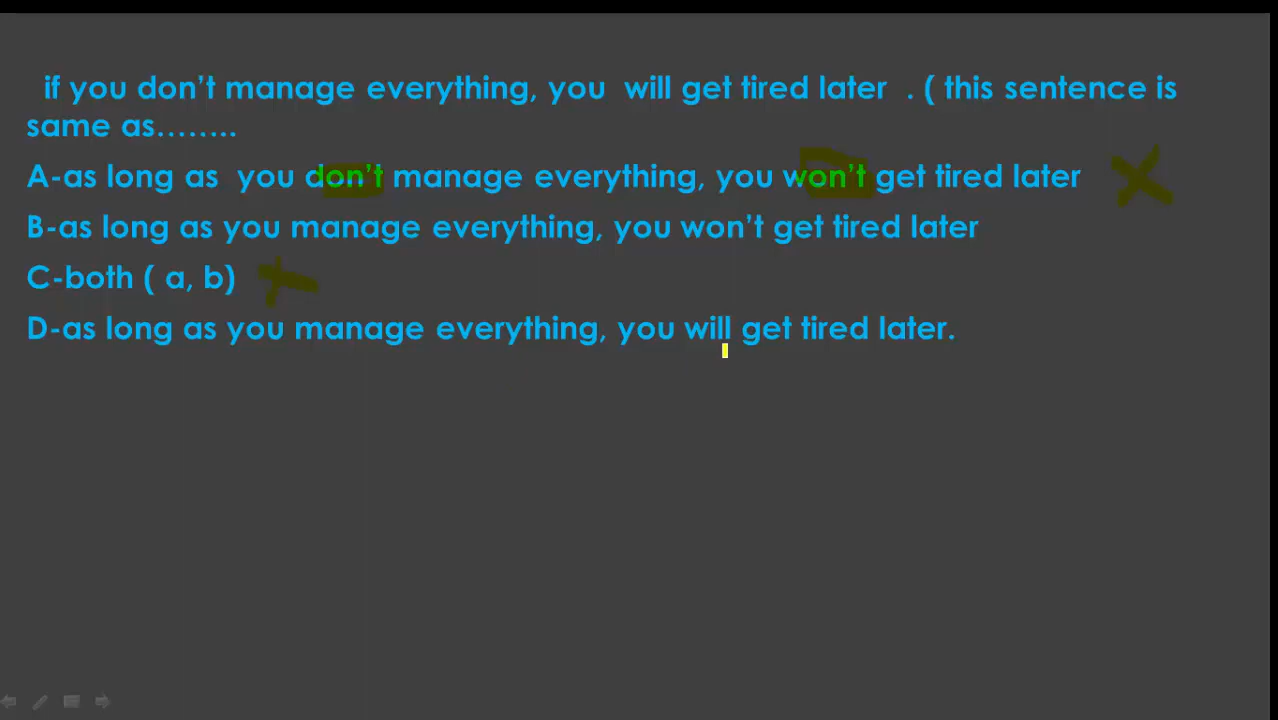 if you don’t manage everything, you will get tired later . ( this sentence is
same as……..
A-as long as you don’t manage everything, you won’t get tired later
B-as long as you manage everything, you won’t get tired later
C-both ( a, b)
D-as long as you manage everything, you will get tired later.